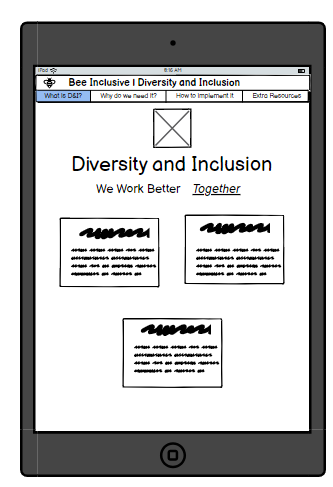 iPad 9:16 AM
Bee Inclusive | Diversity and Inclusion
What is D&I? Why do we need it? How to Implement it Extra Resources
Diversity and Inclusion
We Work Better Together